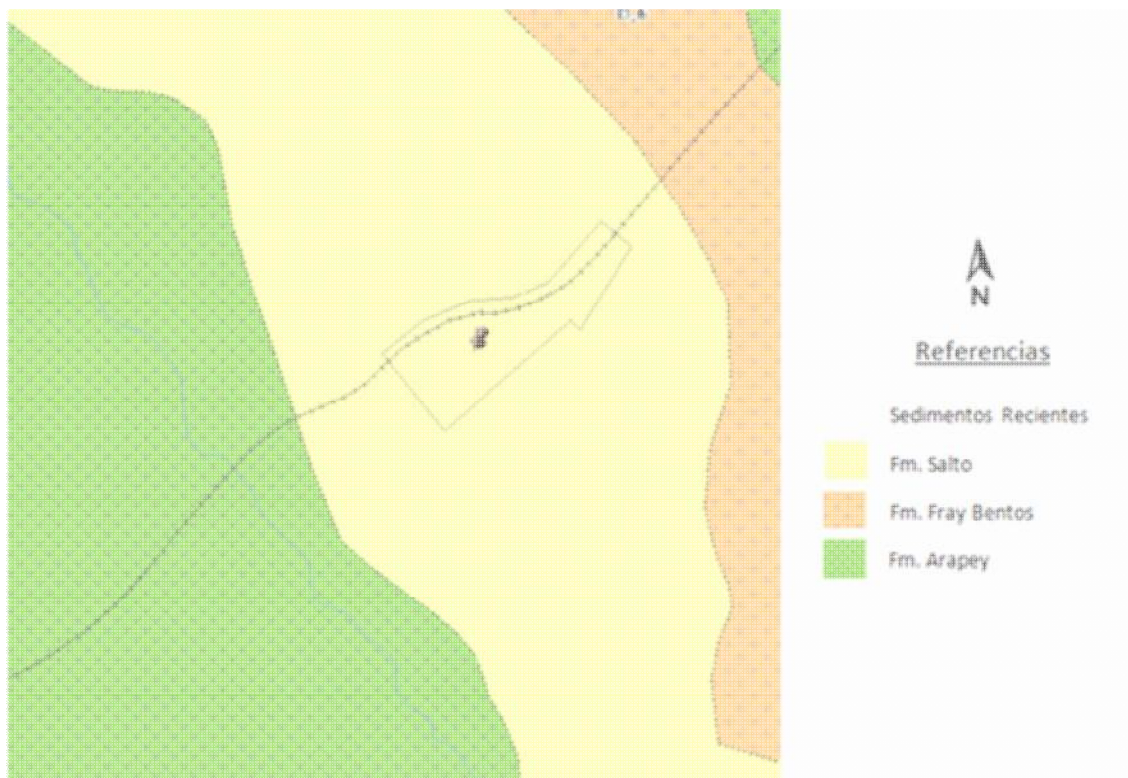 N
Referencias
Sedimentos Recientes
Fm. Salto
Fm. Fray Bentos
Fm. Arapey